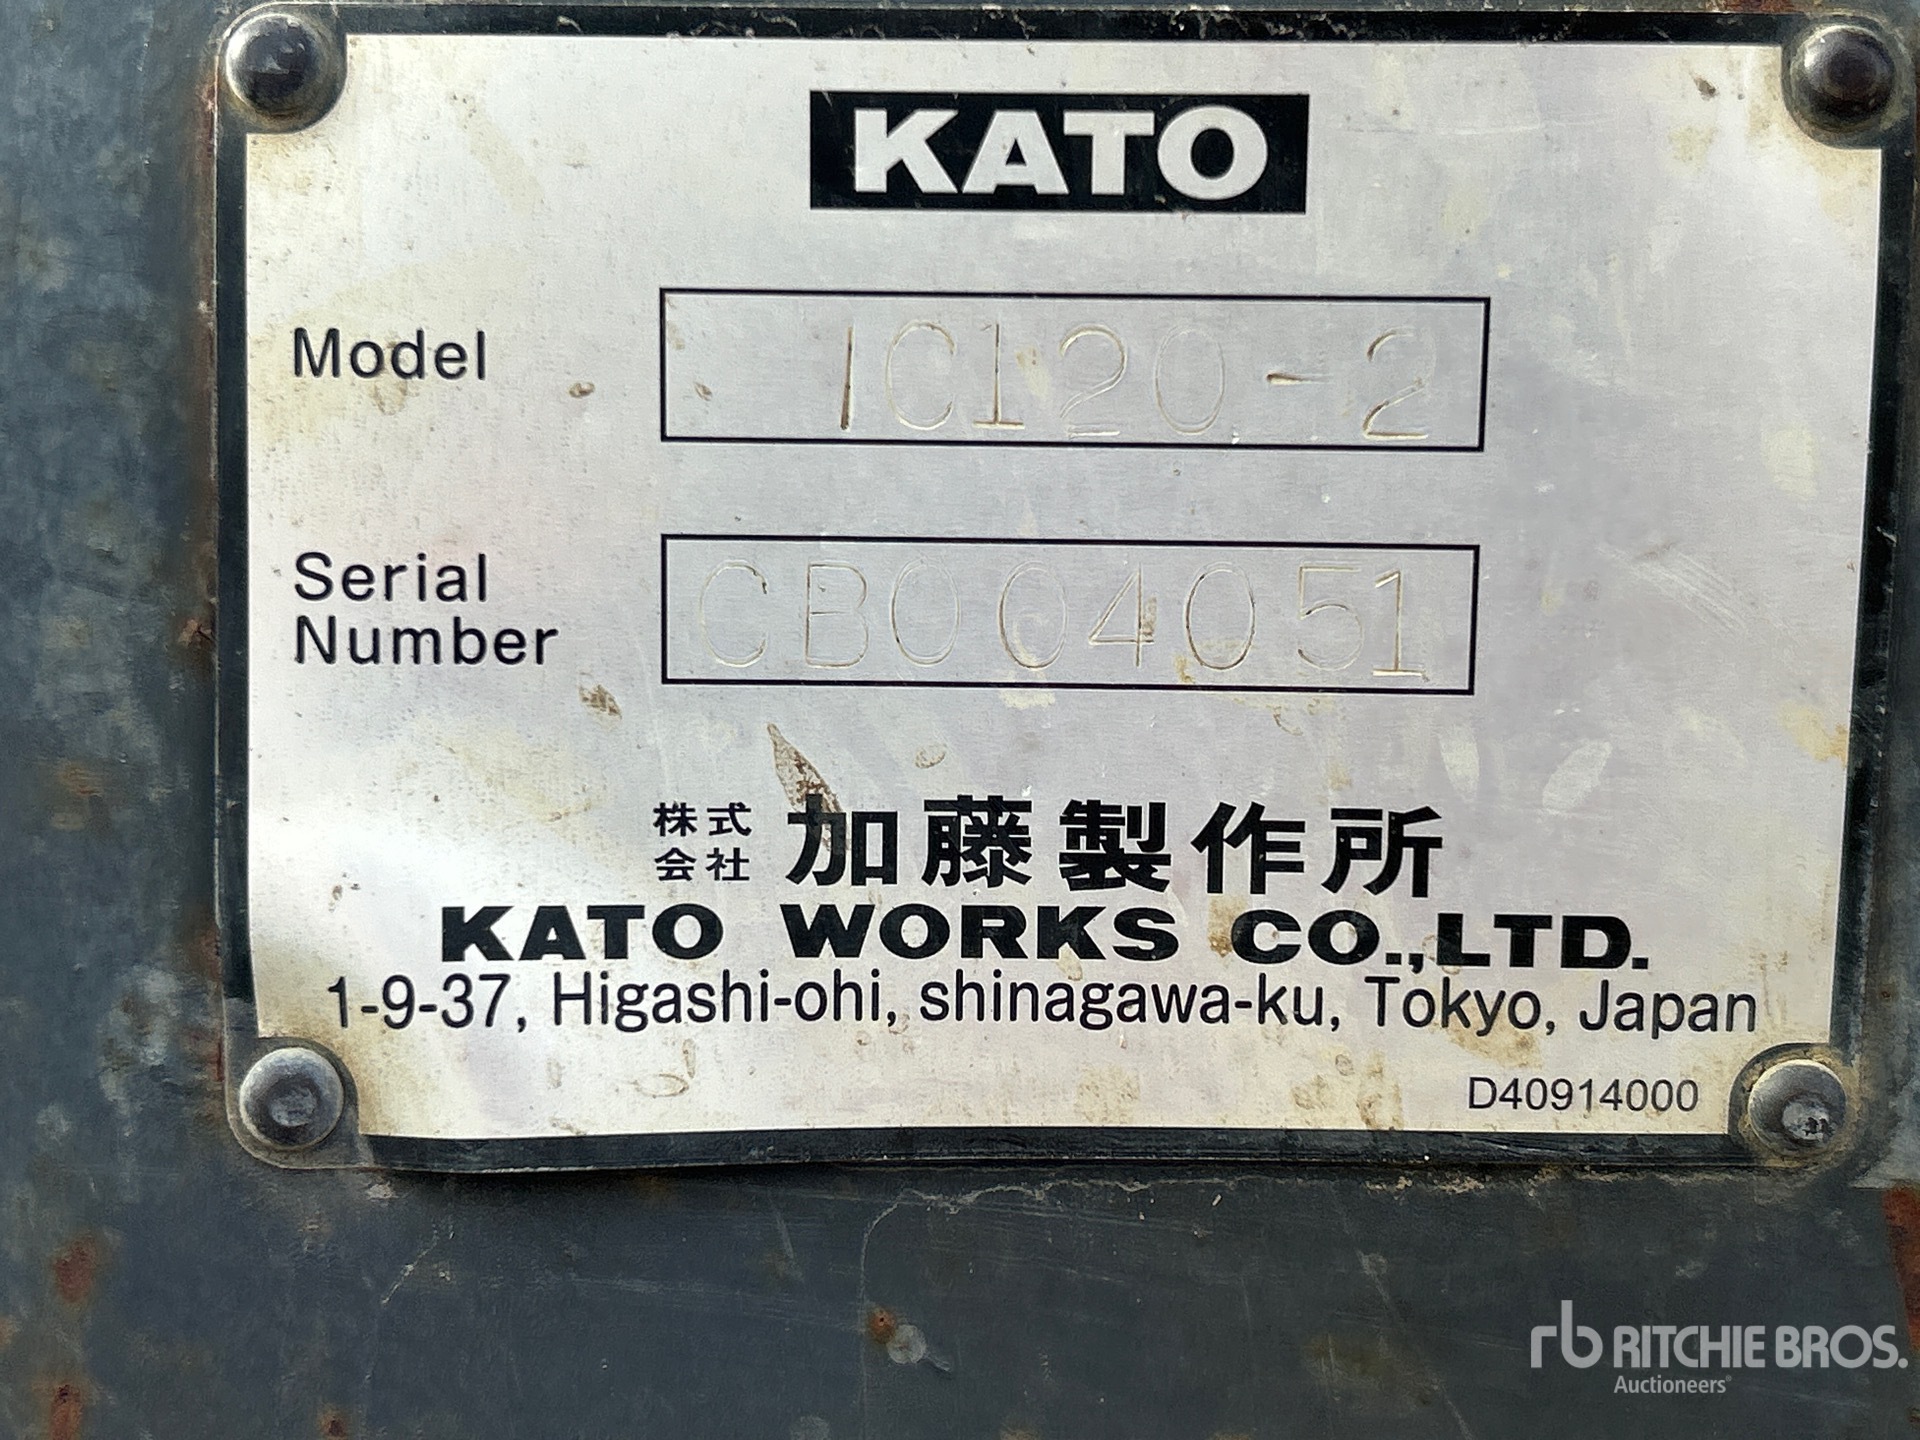 KATO
Model IC120-2
Serial
Number CB004051
株式
会社 加藤製作所
KATO WORKS CO.,LTD.
1-9-37, Higashi-ohi, shinagawa-ku, Tokyo, Japan
D40914000
rb RITCHIE BROS.
Auctioneers